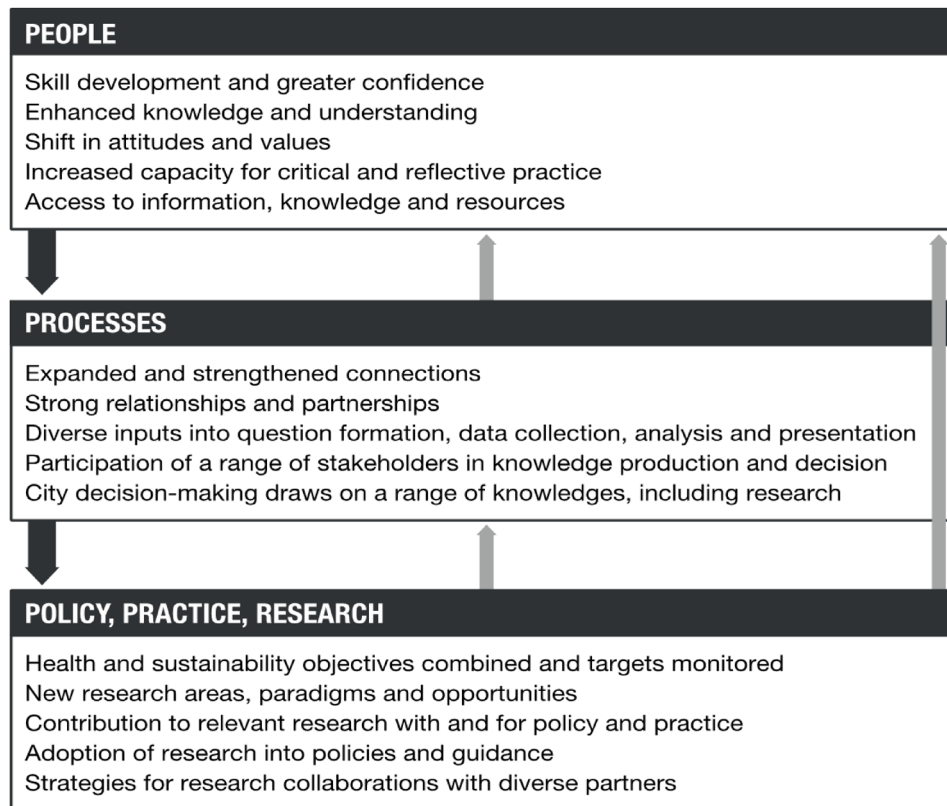 PEOPLE
Skill development and greater confidence
Enhanced knowledge and understanding
Shift in attitudes and values
Increased capacity for critical and reflective practice
Access to information, knowledge and resources
PROCESSES
Expanded and strengthened connections
Strong relationships and partnerships
Diverse inputs into question formation, data collection, analysis and presentation
Participation of a range of stakeholders in knowledge production and decision
City decision-making draws on a range of knowledges, including research
POLICY, PRACTICE, RESEARCH
Health and sustainability objectives combined and targets monitored
New research areas, paradigms and opportunities
Contribution to relevant research with and for policy and practice
Adoption of research into policies and guidance
Strategies for research collaborations with diverse partners